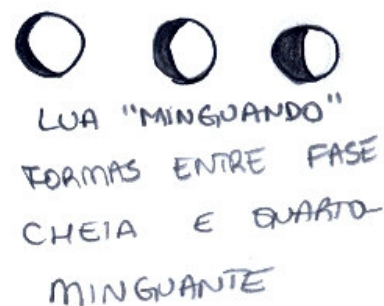 LUA "MINGUANDO"
FORMAS ENTRE FASE
CHEIA E QUARTO
MINGUANTE